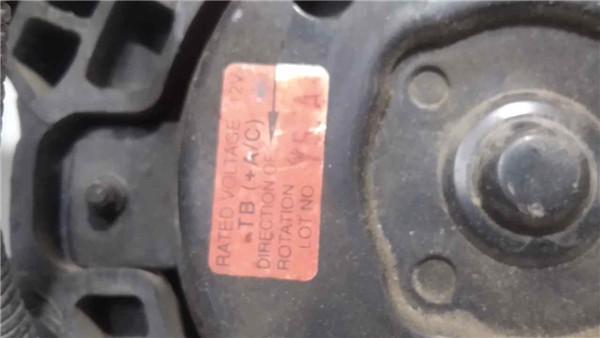 RATED VOLTAGE 12V
TB (+A/C)
DIRECTION OF
ROTATION
LOT NO